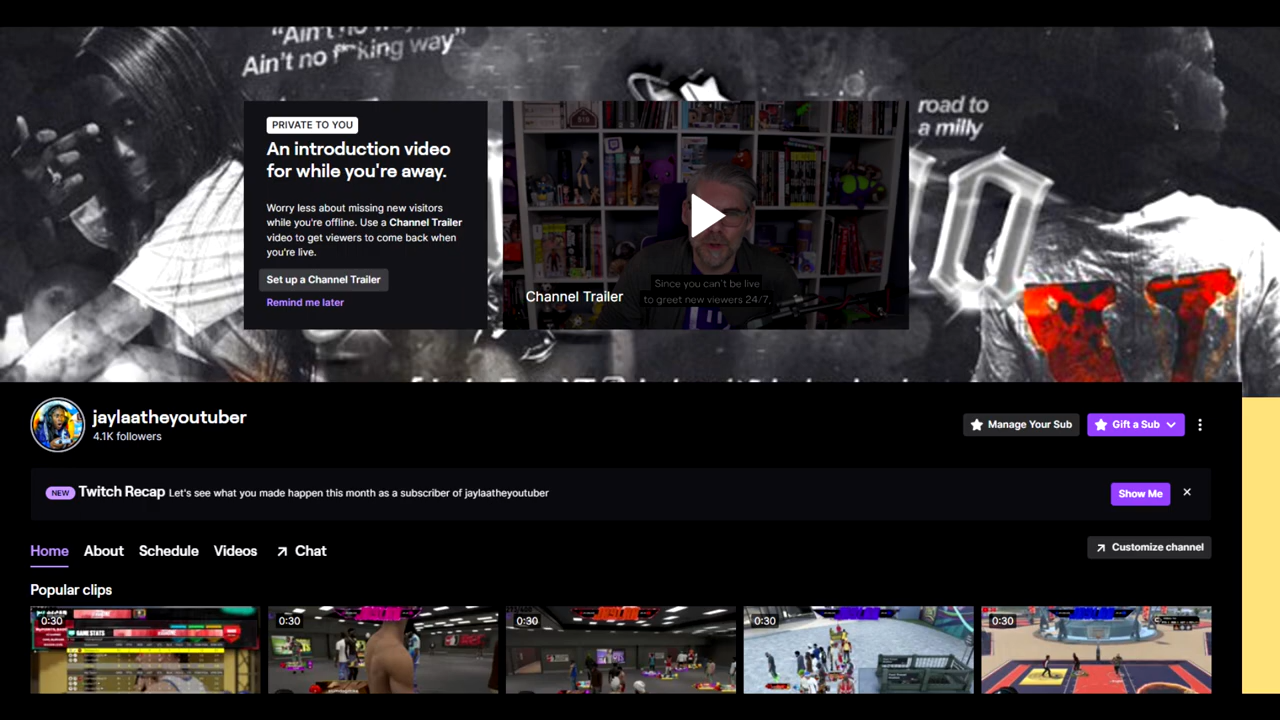 "Ain't no
Ain't no f**king way"
road to
a milly
PRIVATE TO YOU
An introduction video
for while you're away.
Worry less about missing new visitors
while you're offline. Use a Channel Trailer
video to get viewers to come back when
you're live.
Set up a Channel Trailer
Remind me later
Since you can't be live
to greet new viewers 24/7,
Channel Trailer
jaylaatheyoutuber
4.1K followers
Manage Your Sub
Gift a Sub
NEW Twitch Recap Let's see what you made happen this month as a subscriber of jaylaatheyoutuber
Show Me
Home About Schedule Videos Chat
Customize channel
Popular clips
0:30
0:30
0:30
0:30
0:30
GAME STATS